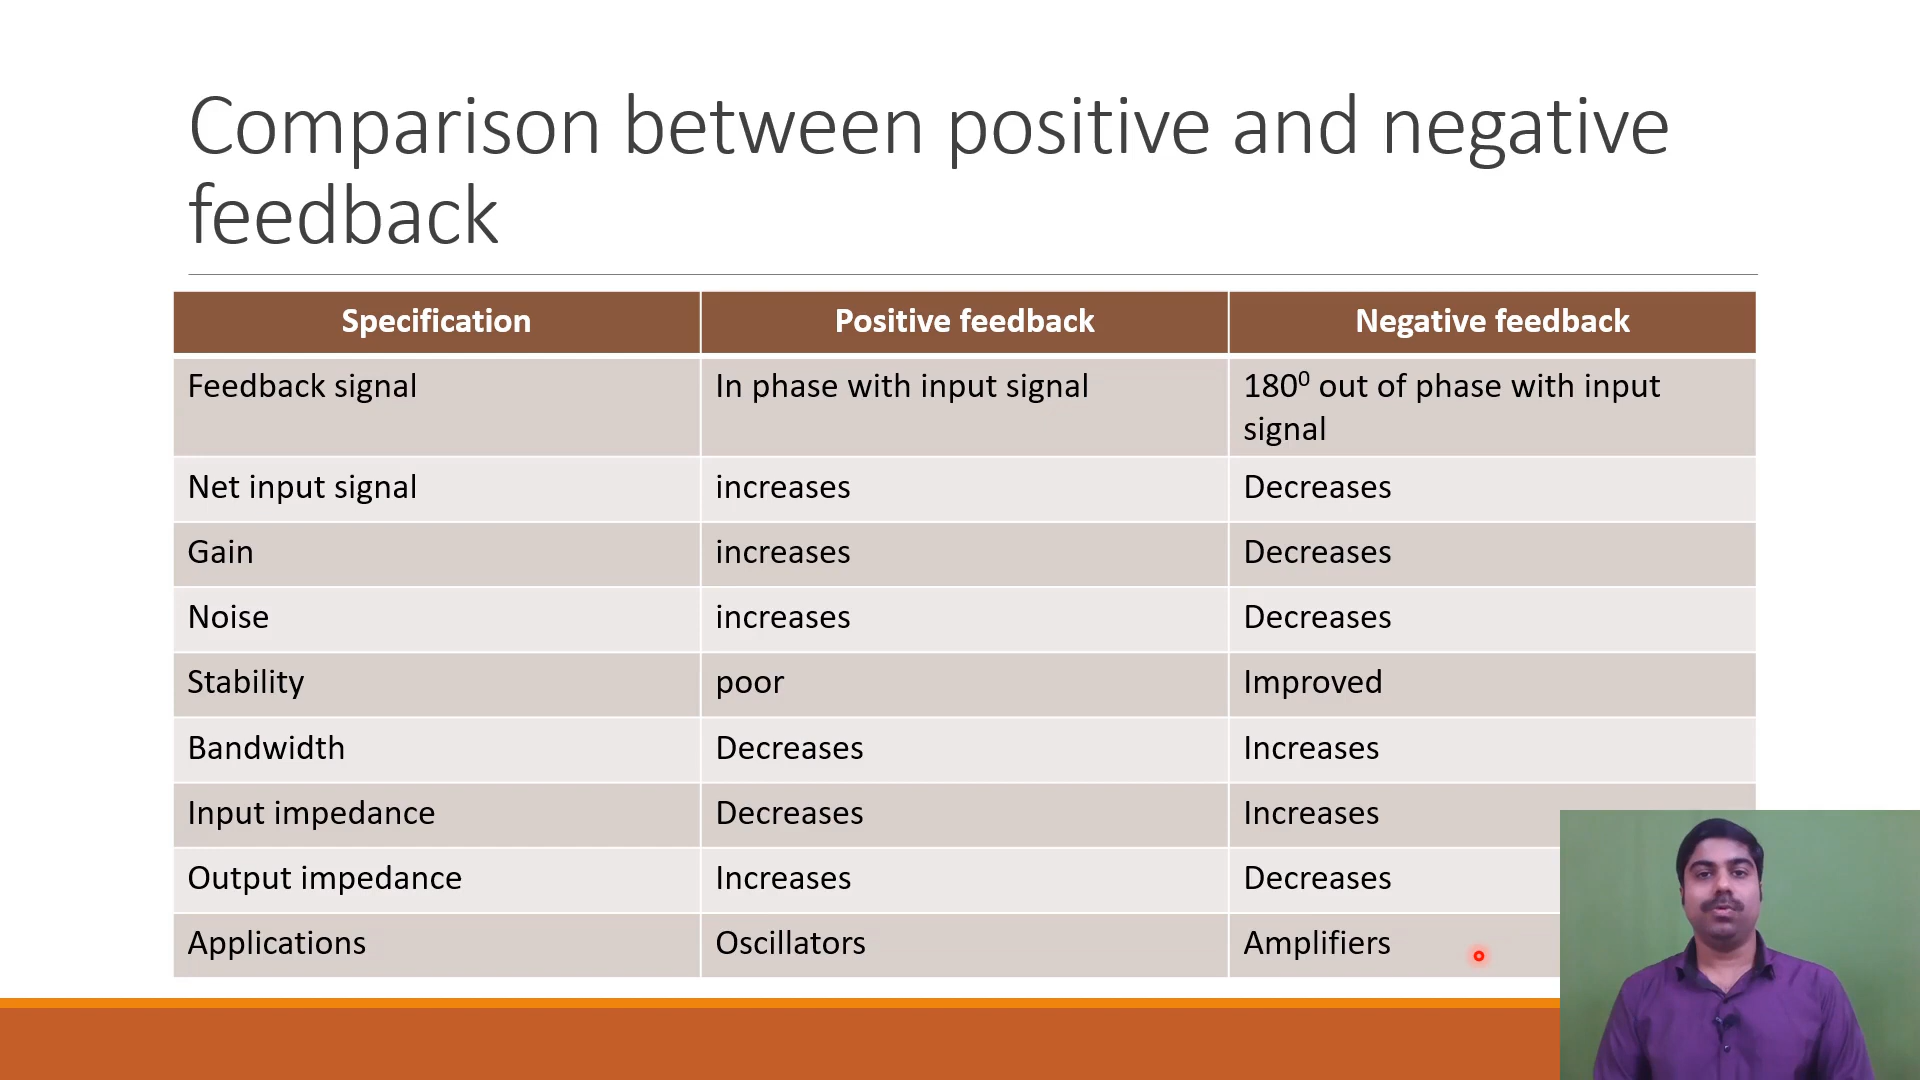 Comparison between positive and negative
feedback
Specification Positive feedback Negative feedback
Feedback signal In phase with input signal 180⁰ out of phase with input
signal
Net input signal increases Decreases
Gain increases Decreases
Noise increases Decreases
Stability poor Improved
Bandwidth Decreases Increases
Input impedance Decreases Increases
Output impedance Increases Decreases
Applications Oscillators Amplifiers